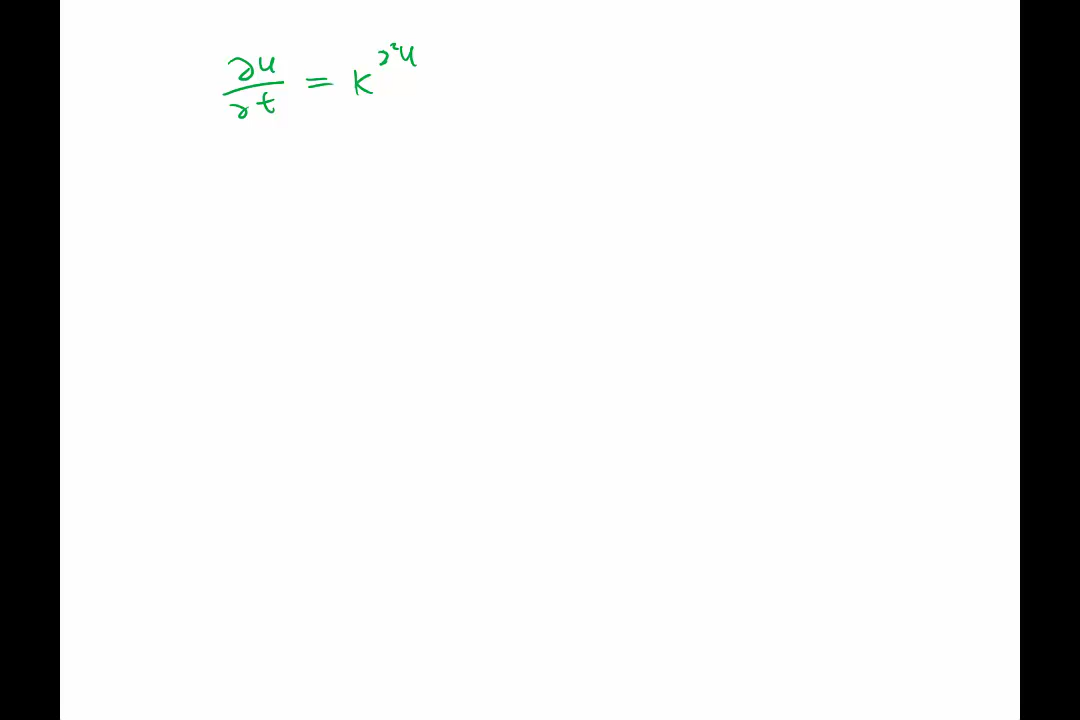 ∂u/∂t = k ∂²u